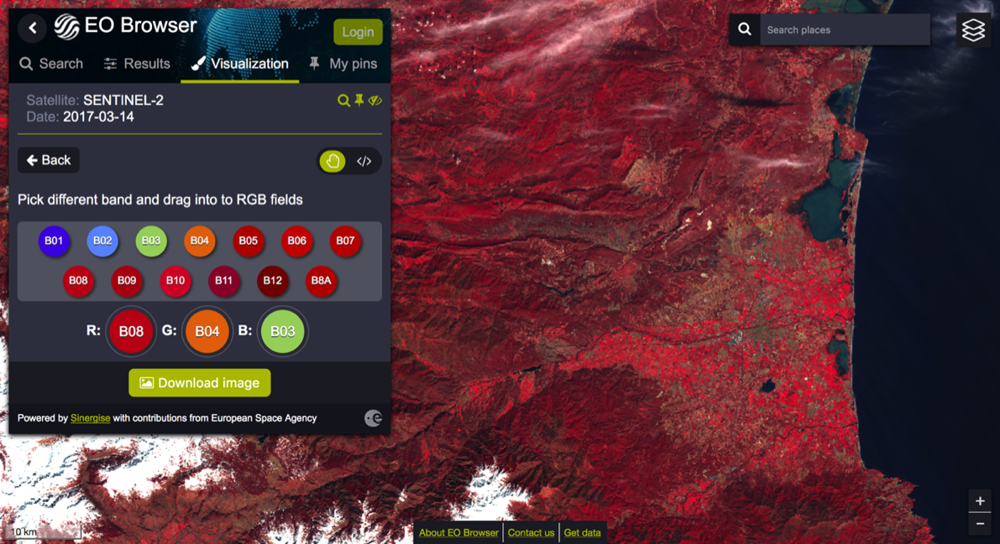 EO Browser
Login
Search Results Visualization My pins
Satellite: SENTINEL-2
Date: 2017-03-14
Back
</>
Pick different band and drag into to RGB fields
B01 B02 B03 B04 B05 B06 B07
B08 B09 B10 B11 B12 B8A
R: B08 G: B04 B: B03
Download image
Powered by Sinergise with contributions from European Space Agency
Search places
+
−
10 km
About EO Browser Contact us Get data